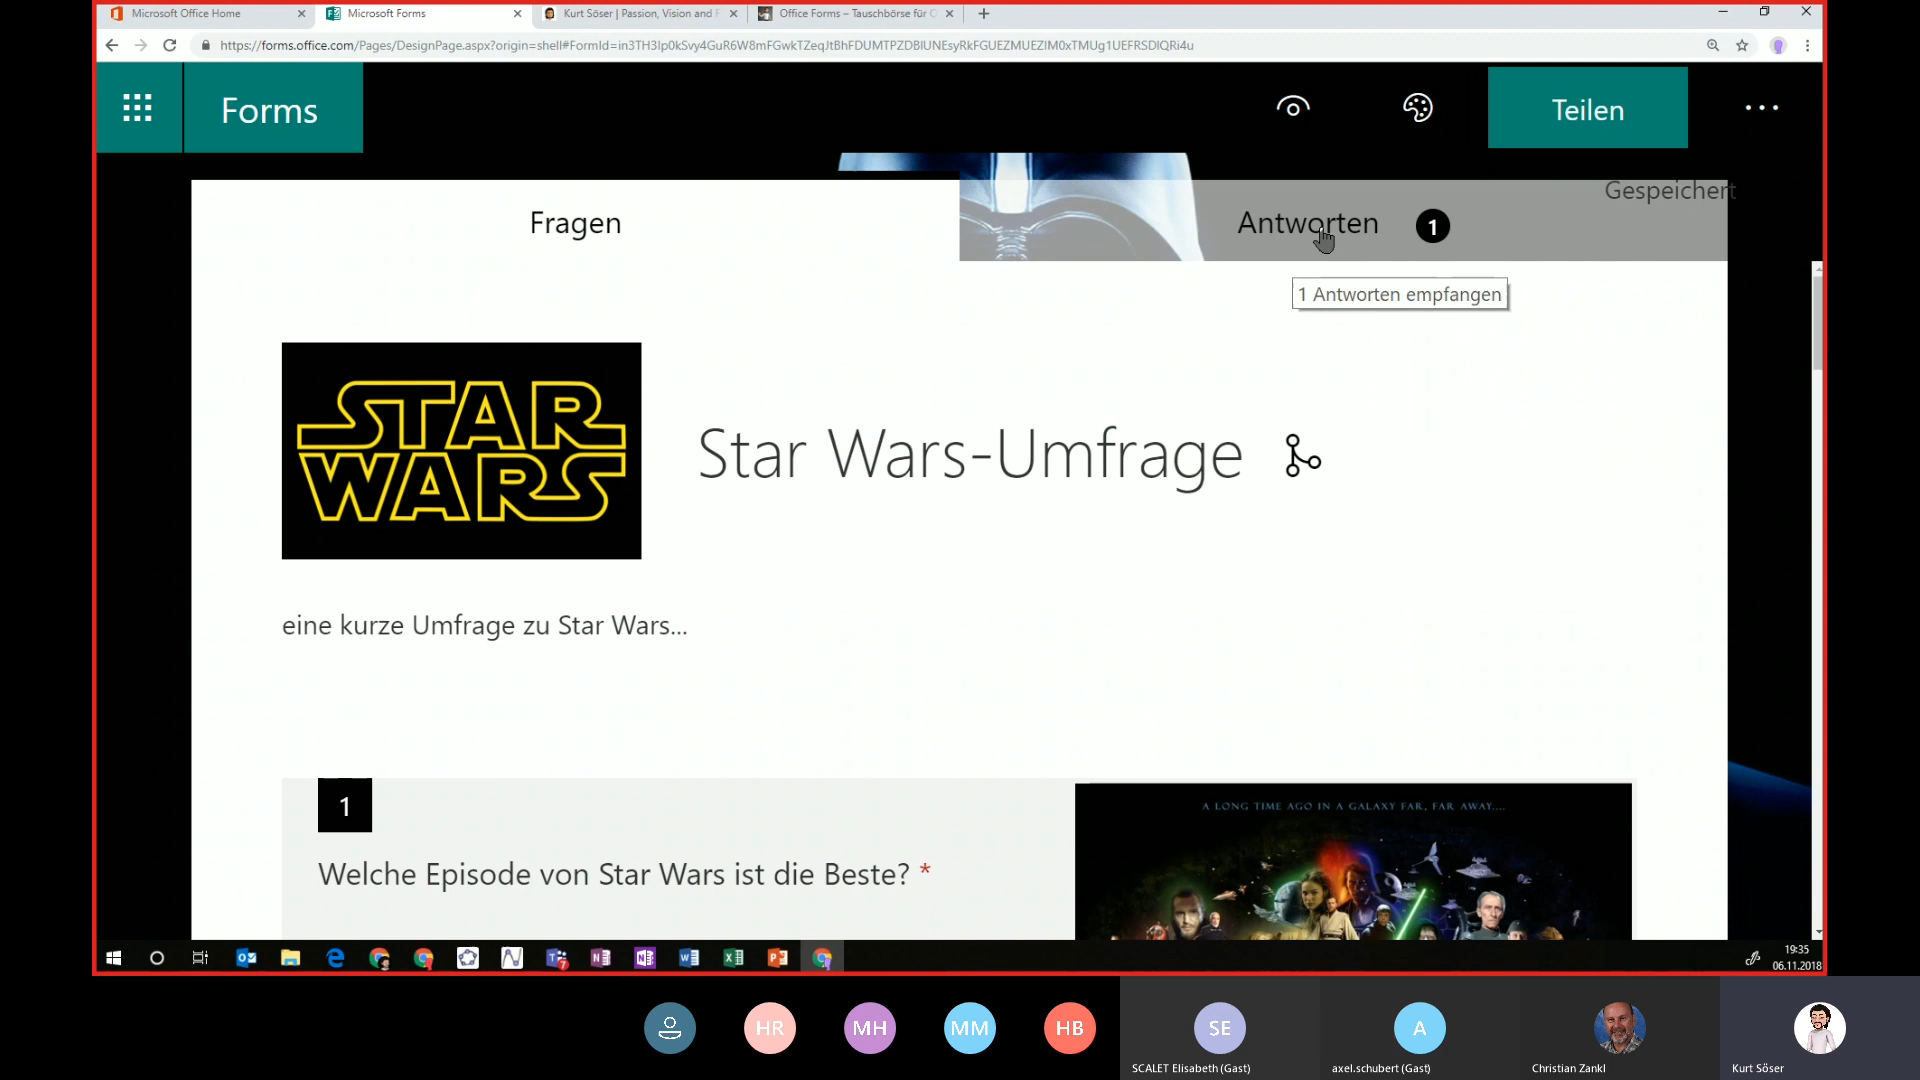 Microsoft Office Home
Microsoft Forms
Kurt Söser | Passion, Vision and F
Office Forms – Tauschbörse für O
https://forms.office.com/Pages/DesignPage.aspx?origin=shell#FormId=in3TH3Ip0kSvy4GuR6W8mFGwkTZeqJtBhFDUMTPZDBIUNEsyRkFGUEZMUEZIM0xTMUg1UEFRSDlQRi4u
Forms
Teilen
Gespeichert
Fragen
Antworten 1
1 Antworten empfangen
STAR
WARS
Star Wars-Umfrage
eine kurze Umfrage zu Star Wars...
1
A LONG TIME AGO IN A GALAXY FAR, FAR AWAY....
Welche Episode von Star Wars ist die Beste? *
19:35
06.11.2018
HR
MH
MM
HB
SE
A
SCALET Elisabeth (Gast)
axel.schubert (Gast)
Christian Zankl
Kurt Söser